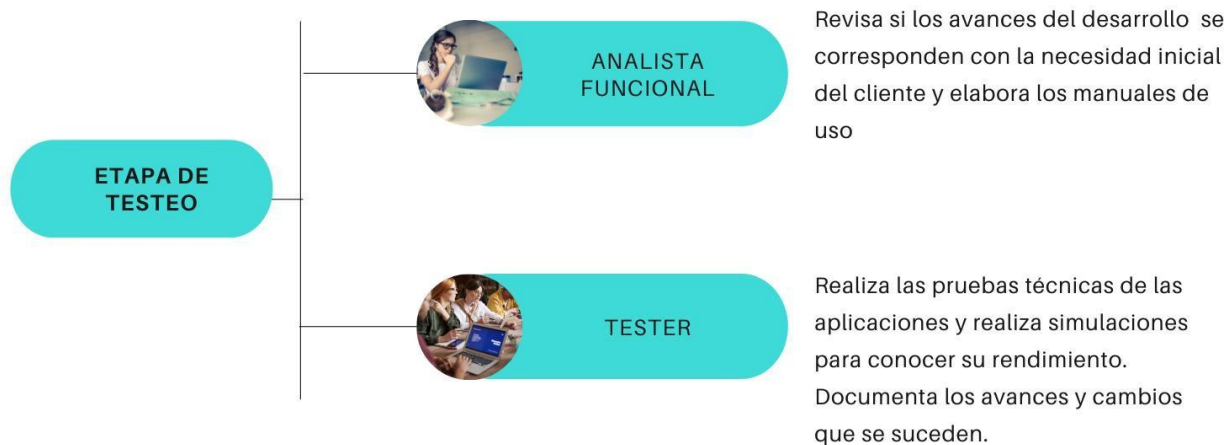 ETAPA DE
TESTEO
ANALISTA
FUNCIONAL
Revisa si los avances del desarrollo se
corresponden con la necesidad inicial
del cliente y elabora los manuales de
uso
TESTER
Realiza las pruebas técnicas de las
aplicaciones y realiza simulaciones
para conocer su rendimiento.
Documenta los avances y cambios
que se suceden.